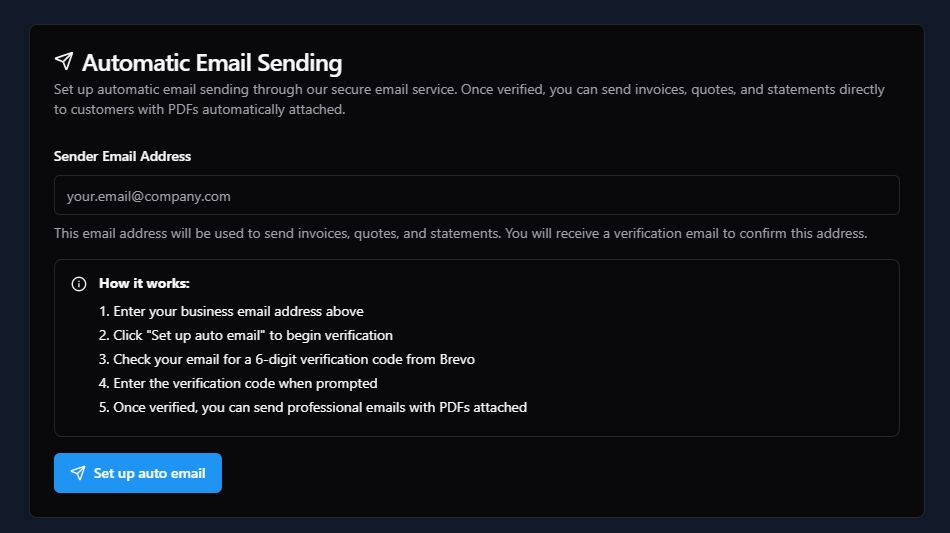 Automatic Email Sending
Set up automatic email sending through our secure email service. Once verified, you can send invoices, quotes, and statements directly
to customers with PDFs automatically attached.
Sender Email Address
your.email@company.com
This email address will be used to send invoices, quotes, and statements. You will receive a verification email to confirm this address.
How it works:
1. Enter your business email address above
2. Click "Set up auto email" to begin verification
3. Check your email for a 6-digit verification code from Brevo
4. Enter the verification code when prompted
5. Once verified, you can send professional emails with PDFs attached
Set up auto email